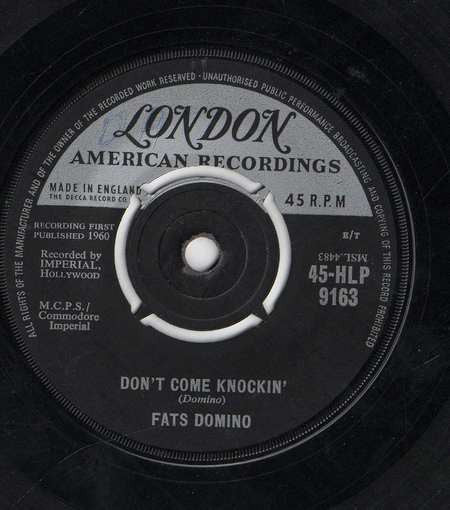 ALL RIGHTS OF THE MANUFACTURER AND OF THE OWNER OF THE RECORDED WORK RESERVED · UNAUTHORISED PUBLIC PERFORMANCE BROADCASTING AND COPYING OF THIS RECORD PROHIBITED
LONDON
AMERICAN RECORDINGS
MADE IN ENGLAND
THE DECCA RECORD CO.
45 R.P.M
RECORDING FIRST
PUBLISHED 1960
R/T
MSL.4483
Recorded by
IMPERIAL,
HOLLYWOOD
45-HLP
9163
M.C.P.S./
Commodore
Imperial
DON'T COME KNOCKIN'
(Domino)
FATS DOMINO